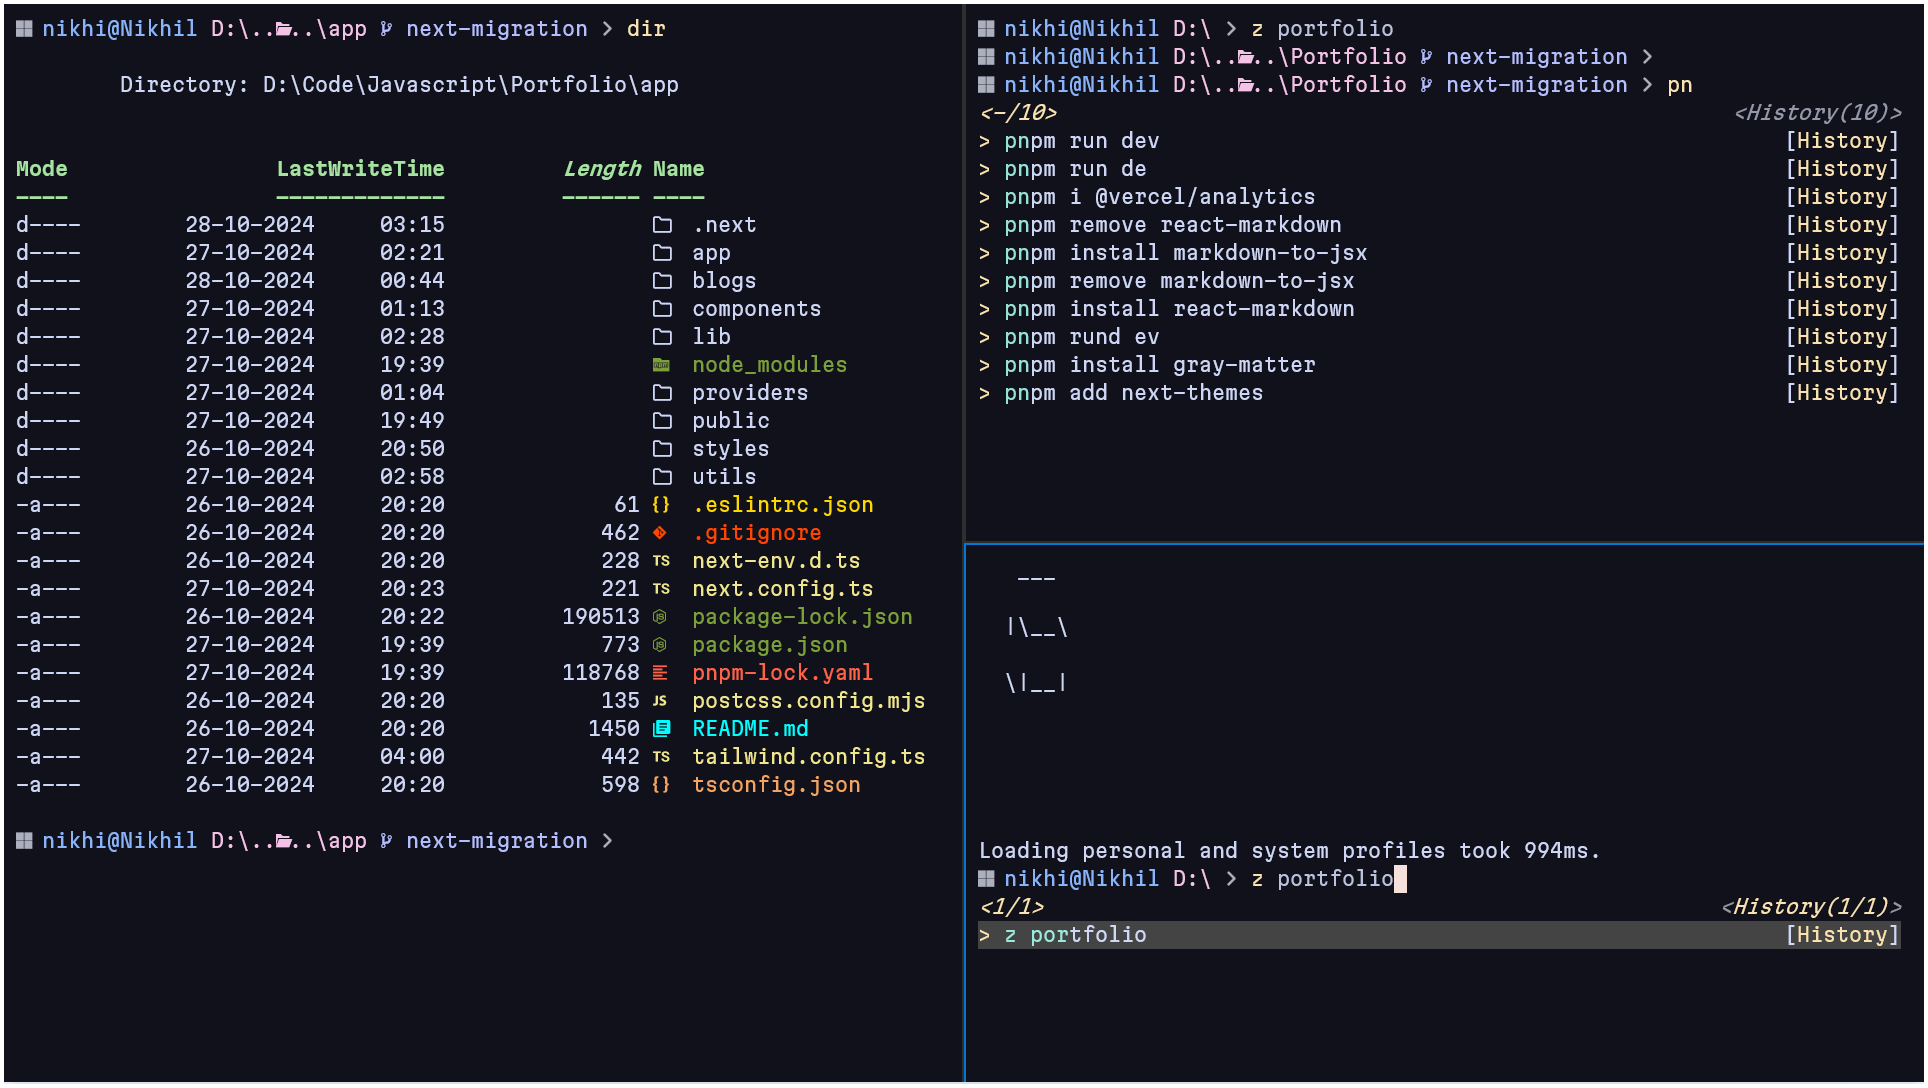 nikhi@Nikhil D:\..\..\app next-migration > dir
Directory: D:\Code\Javascript\Portfolio\app
Mode LastWriteTime Length Name
---- ------------- ------ ----
d---- 28-10-2024 03:15 .next
d---- 27-10-2024 02:21 app
d---- 28-10-2024 00:44 blogs
d---- 27-10-2024 01:13 components
d---- 27-10-2024 02:28 lib
d---- 27-10-2024 19:39 node_modules
d---- 27-10-2024 01:04 providers
d---- 27-10-2024 19:49 public
d---- 26-10-2024 20:50 styles
d---- 27-10-2024 02:58 utils
-a--- 26-10-2024 20:20 61 {} .eslintrc.json
-a--- 26-10-2024 20:20 462 .gitignore
-a--- 26-10-2024 20:20 228 TS next-env.d.ts
-a--- 27-10-2024 20:23 221 TS next.config.ts
-a--- 26-10-2024 20:22 190513 package-lock.json
-a--- 27-10-2024 19:39 773 package.json
-a--- 27-10-2024 19:39 118768 pnpm-lock.yaml
-a--- 26-10-2024 20:20 135 JS postcss.config.mjs
-a--- 26-10-2024 20:20 1450 README.md
-a--- 27-10-2024 04:00 442 TS tailwind.config.ts
-a--- 26-10-2024 20:20 598 {} tsconfig.json
nikhi@Nikhil D:\..\..\app next-migration >
nikhi@Nikhil D:\ > z portfolio
nikhi@Nikhil D:\..\..\Portfolio next-migration >
nikhi@Nikhil D:\..\..\Portfolio next-migration > pn
<-/10> <History(10)>
> pnpm run dev [History]
> pnpm run de [History]
> pnpm i @vercel/analytics [History]
> pnpm remove react-markdown [History]
> pnpm install markdown-to-jsx [History]
> pnpm remove markdown-to-jsx [History]
> pnpm install react-markdown [History]
> pnpm rund ev [History]
> pnpm install gray-matter [History]
> pnpm add next-themes [History]
___
|\__\
\|__|
Loading personal and system profiles took 994ms.
nikhi@Nikhil D:\ > z portfolio
<1/1> <History(1/1)>
> z portfolio [History]